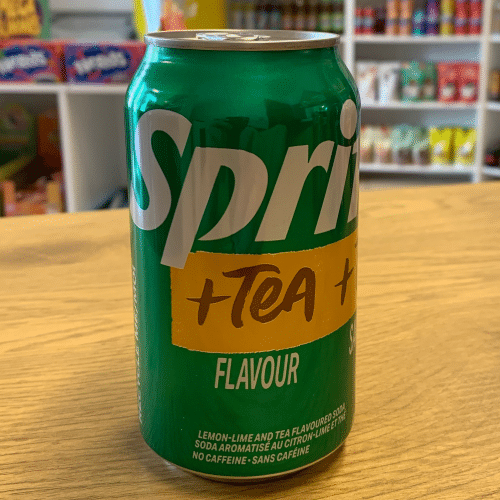 Spri
+TEA +
FLAVOUR
LEMON-LIME AND TEA FLAVOURED SODA
SODA AROMATISÉ AU CITRON-LIME ET THÉ
NO CAFFEINE • SANS CAFÉINE